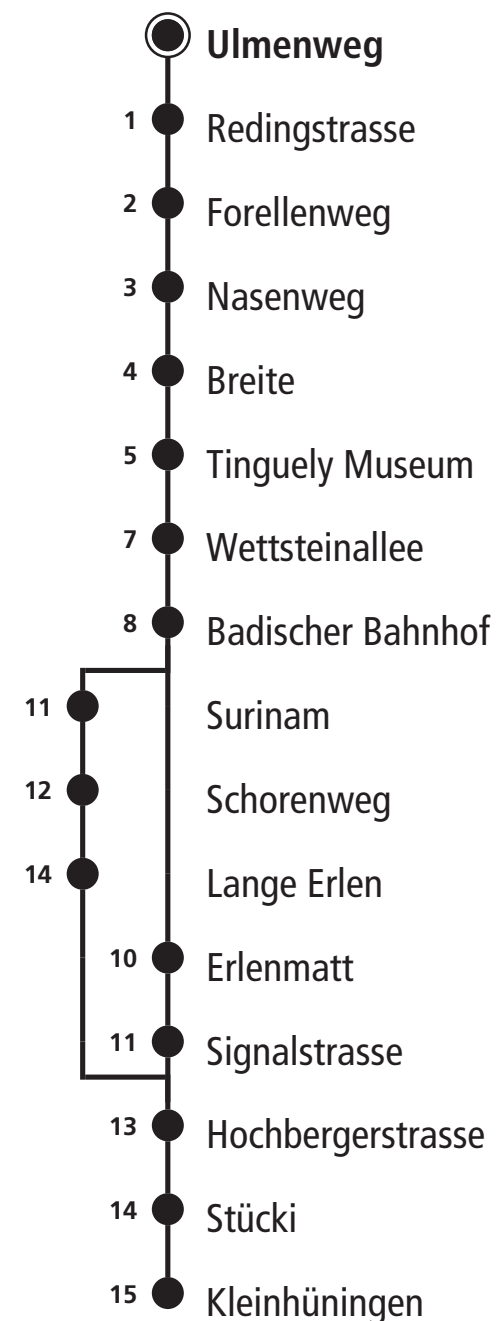 Ulmenweg
1 Redingstrasse
2 Forellenweg
3 Nasenweg
4 Breite
5 Tinguely Museum
7 Wettsteinallee
8 Badischer Bahnhof
11 Surinam
12 Schorenweg
14 Lange Erlen
10 Erlenmatt
11 Signalstrasse
13 Hochbergerstrasse
14 Stücki
15 Kleinhüningen